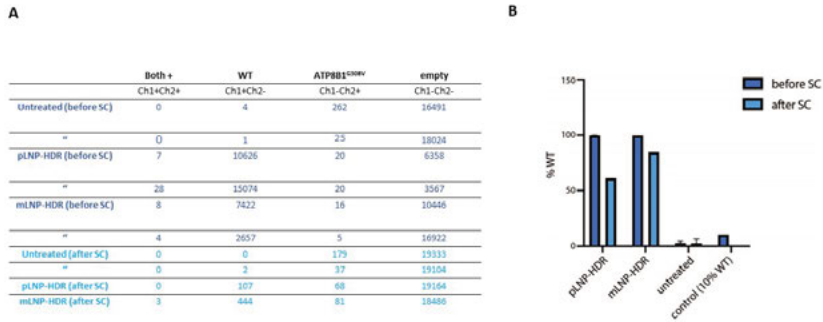 A
Both + WT ATP8B1^G308V empty
Ch1+Ch2+ Ch1+Ch2- Ch1-Ch2+ Ch1-Ch2-
Untreated (before SC) 0 4 262 16491
" 0 1 25 18024
pLNP-HDR (before SC) 7 10626 20 6358
" 28 15074 20 3567
mLNP-HDR (before SC) 8 7422 16 10446
" 4 2657 5 16922
Untreated (after SC) 0 0 179 19333
" 0 2 37 19104
pLNP-HDR (after SC) 0 107 68 19164
mLNP-HDR (after SC) 3 444 81 18486
B
150
100
50
0
% WT
before SC
after SC
pLNP-HDR
mLNP-HDR
untreated
control (10% WT)